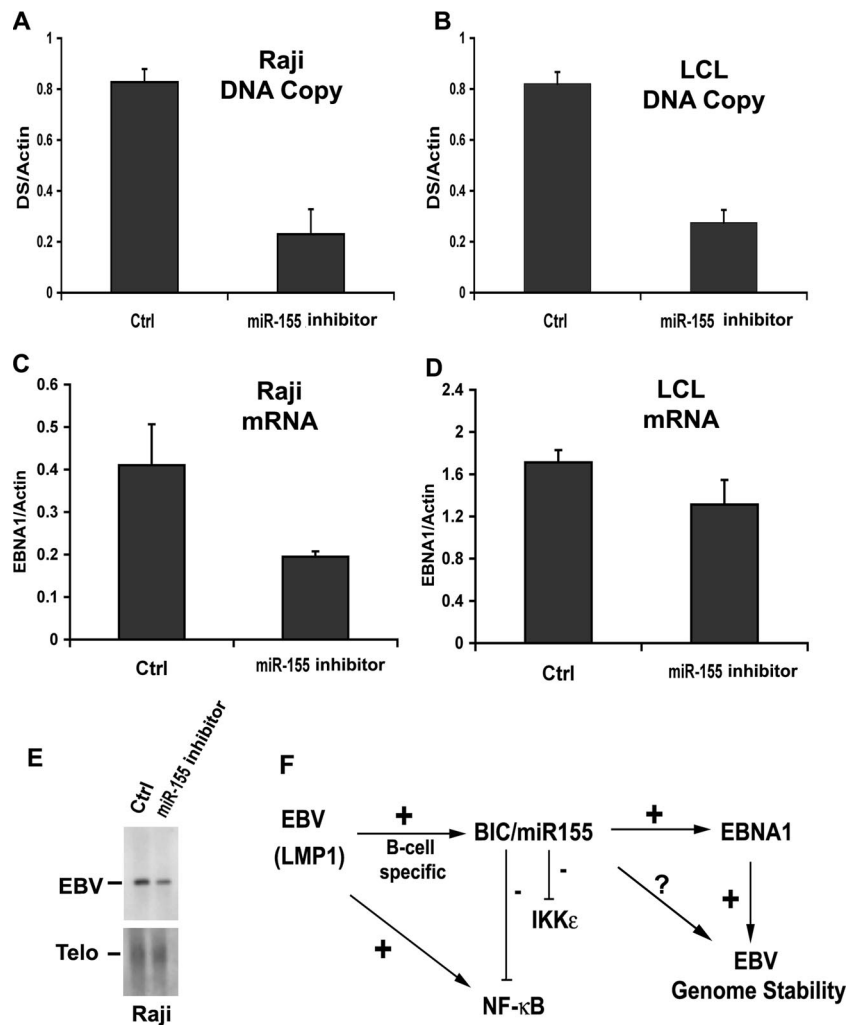 A
Raji
DNA Copy
DS/Actin
1
0.8
0.6
0.4
0.2
0
Ctrl
miR-155 inhibitor
B
LCL
DNA Copy
DS/Actin
1
0.8
0.6
0.4
0.2
0
Ctrl
miR-155 inhibitor
C
Raji
mRNA
EBNA1/Actin
0.6
0.5
0.4
0.3
0.2
0.1
0
Ctrl
miR-155 inhibitor
D
LCL
mRNA
EBNA1/Actin
2.4
2
1.6
1.2
0.8
0.4
0
Ctrl
miR-155 inhibitor
E
Ctrl
miR-155 inhibitor
EBV
Telo
Raji
F
EBV
(LMP1)
+
B-cell
specific
BIC/miR155
+
EBNA1
-
-
IKKε
?
+
+
NF-κB
EBV
Genome Stability